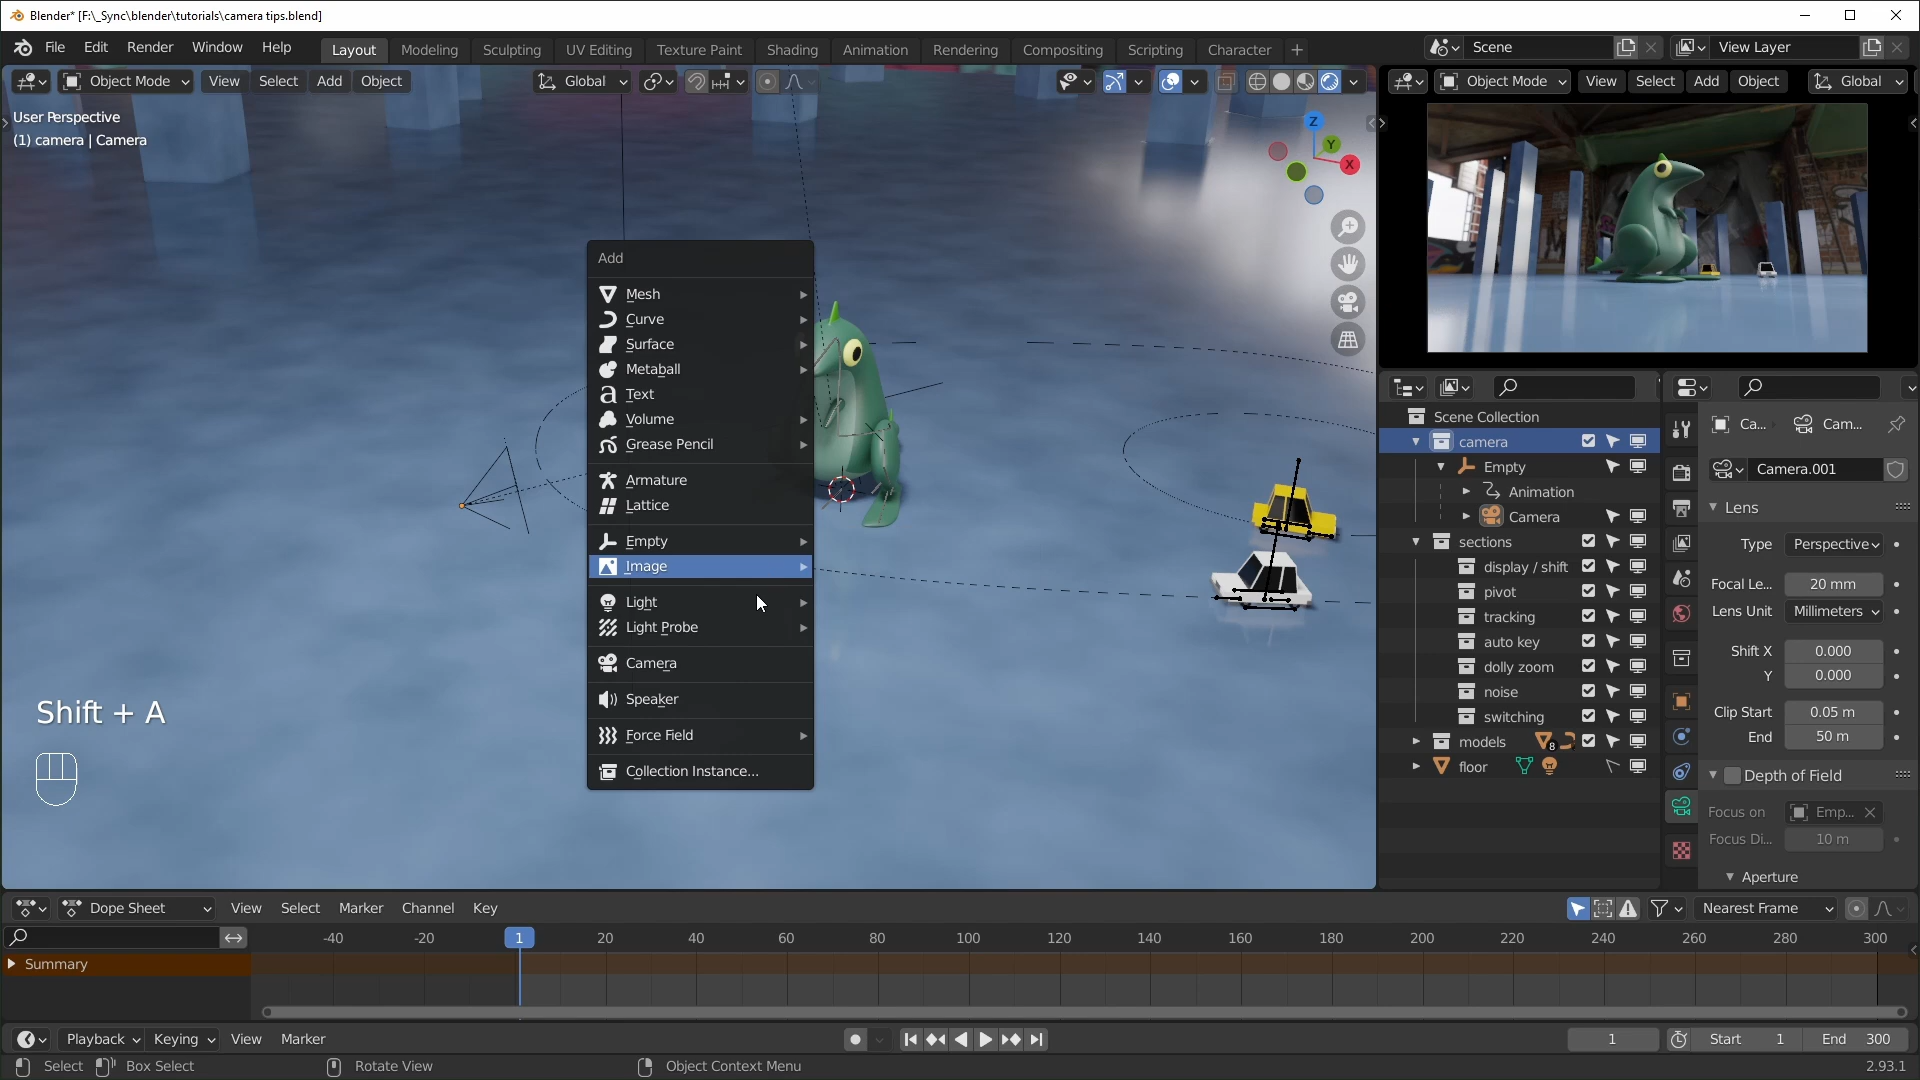 Blender* [F:\_Sync\blender\tutorials\camera tips.blend]
File Edit Render Window Help
Layout Modeling Sculpting UV Editing Texture Paint Shading Animation Rendering Compositing Scripting Character +
Scene
View Layer
Object Mode View Select Add Object
Global
Object Mode View Select Add Object Global
User Perspective
(1) camera | Camera
Z
Y
X
Add
Mesh
Curve
Surface
Metaball
Text
Volume
Grease Pencil
Armature
Lattice
Empty
Image
Light
Light Probe
Camera
Speaker
Force Field
Collection Instance...
Shift + A
Scene Collection
camera
Empty
Animation
Camera
sections
display / shift
pivot
tracking
auto key
dolly zoom
noise
switching
models 8
floor
Ca... Cam...
Camera.001
Lens
Type Perspective
Focal Le... 20 mm
Lens Unit Millimeters
Shift X 0.000
Y 0.000
Clip Start 0.05 m
End 50 m
Depth of Field
Focus on Emp...
Focus Di... 10 m
Aperture
Dope Sheet View Select Marker Channel Key
Nearest Frame
-40 -20 1 20 40 60 80 100 120 140 160 180 200 220 240 260 280 300
Summary
Playback Keying View Marker
1 Start 1 End 300
Select Box Select Rotate View Object Context Menu 2.93.1